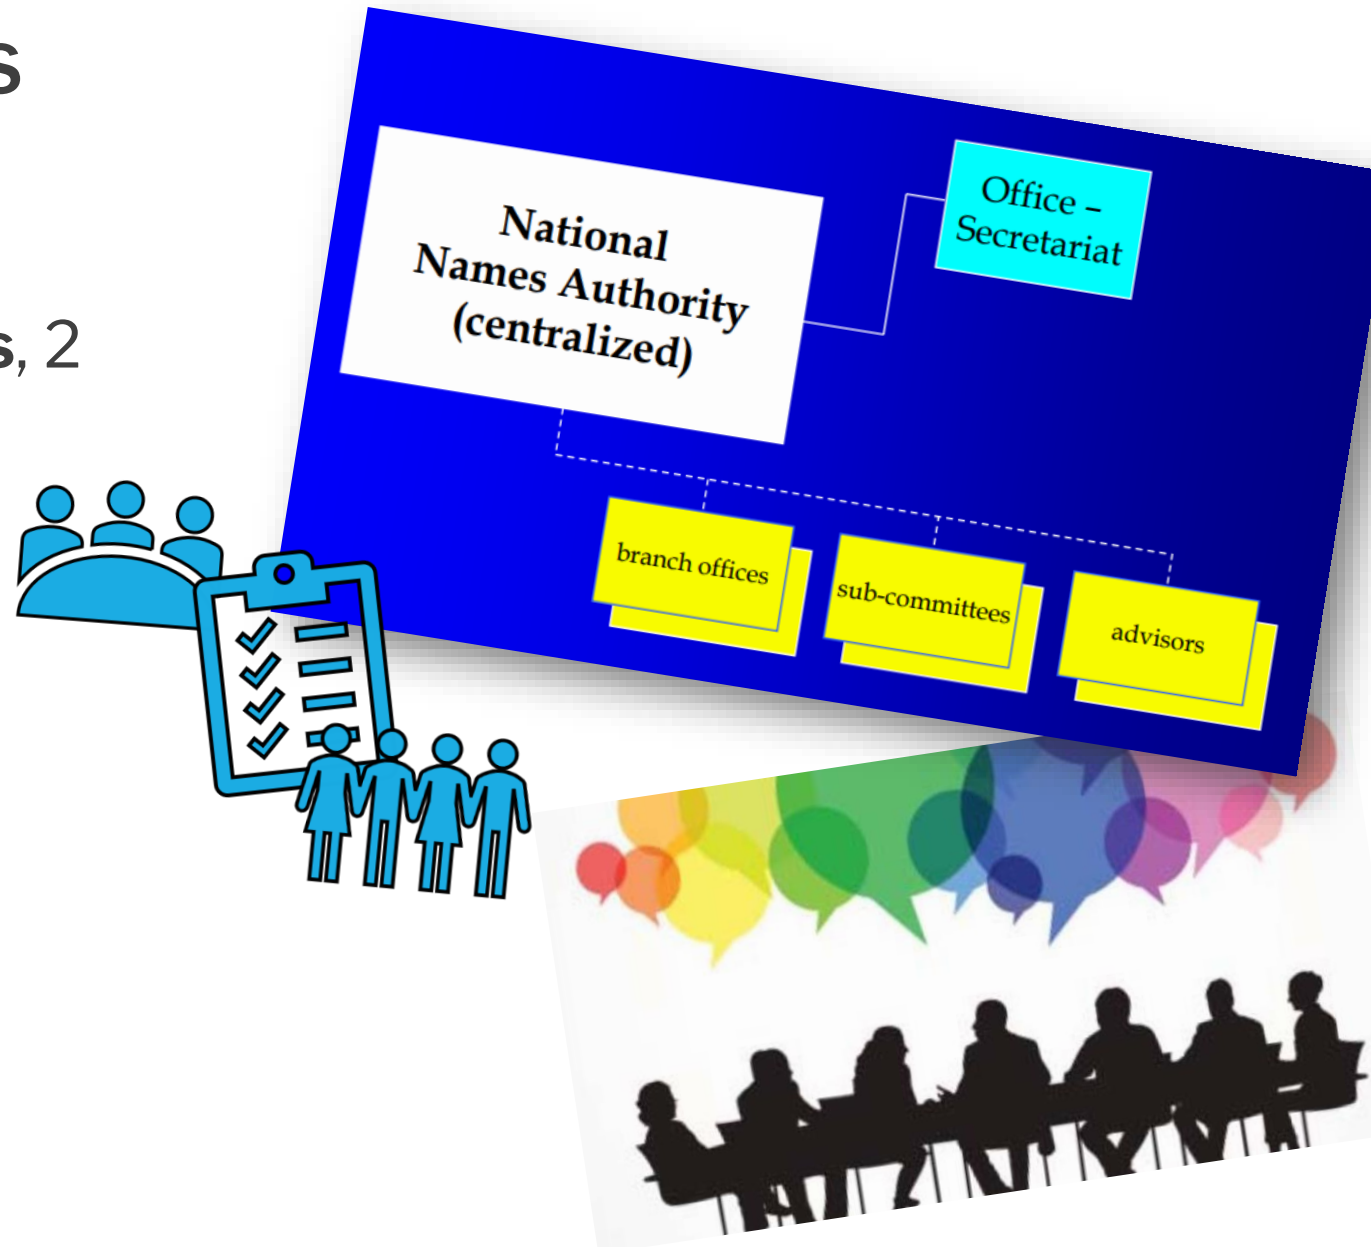 s
s, 2
National
Names Authority
(centralized)
Office –
Secretariat
branch offices
sub-committees
advisors